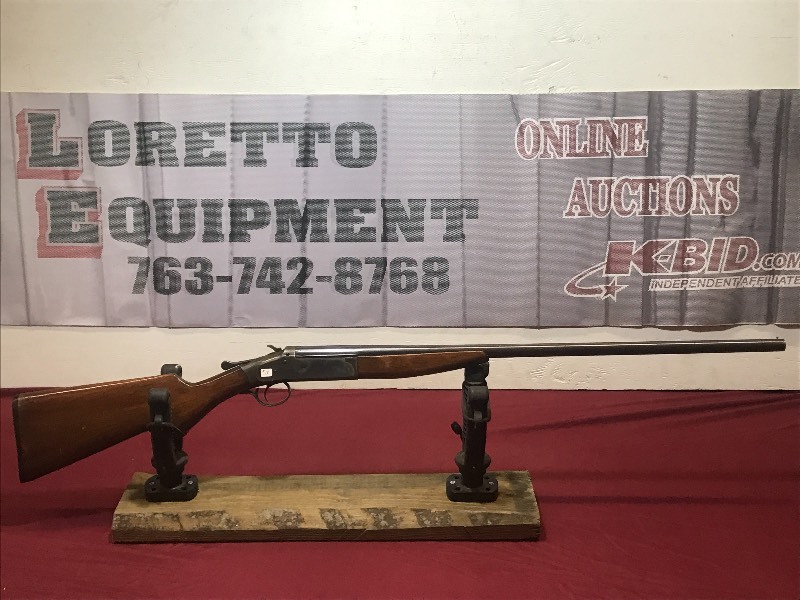 LORETTO
EQUIPMENT
763-742-8768
ONLINE
AUCTIONS
K-BID.COM
INDEPENDENT AFFILIATE